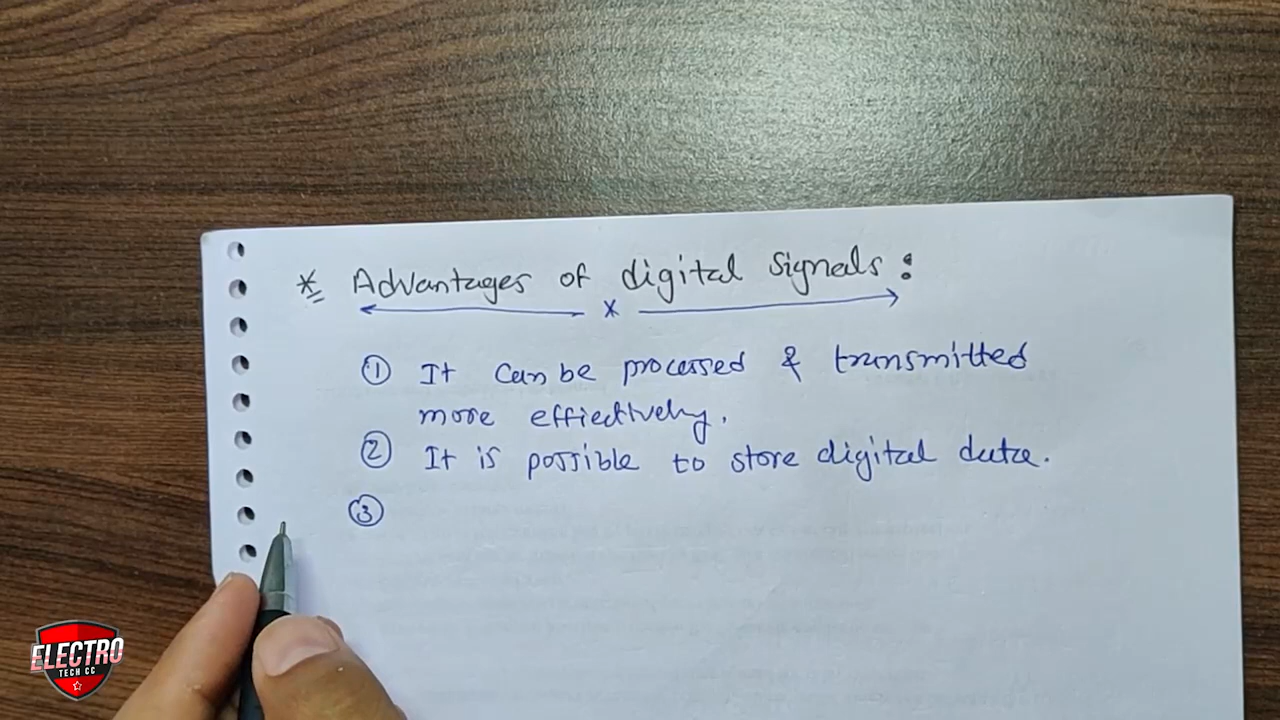 * Advantages of digital signals :
x
① It can be processed & transmitted
more effiectively.
② It is possible to store digital data.
③
ELECTRO
TECH CC